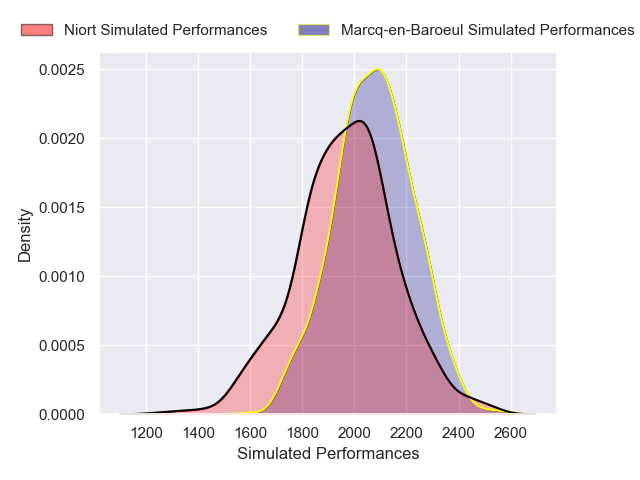 Niort Simulated Performances
Marcq-en-Baroeul Simulated Performances
0.0025
0.0020
0.0015
0.0010
0.0005
0.0000
Density
1200 1400 1600 1800 2000 2200 2400 2600
Simulated Performances